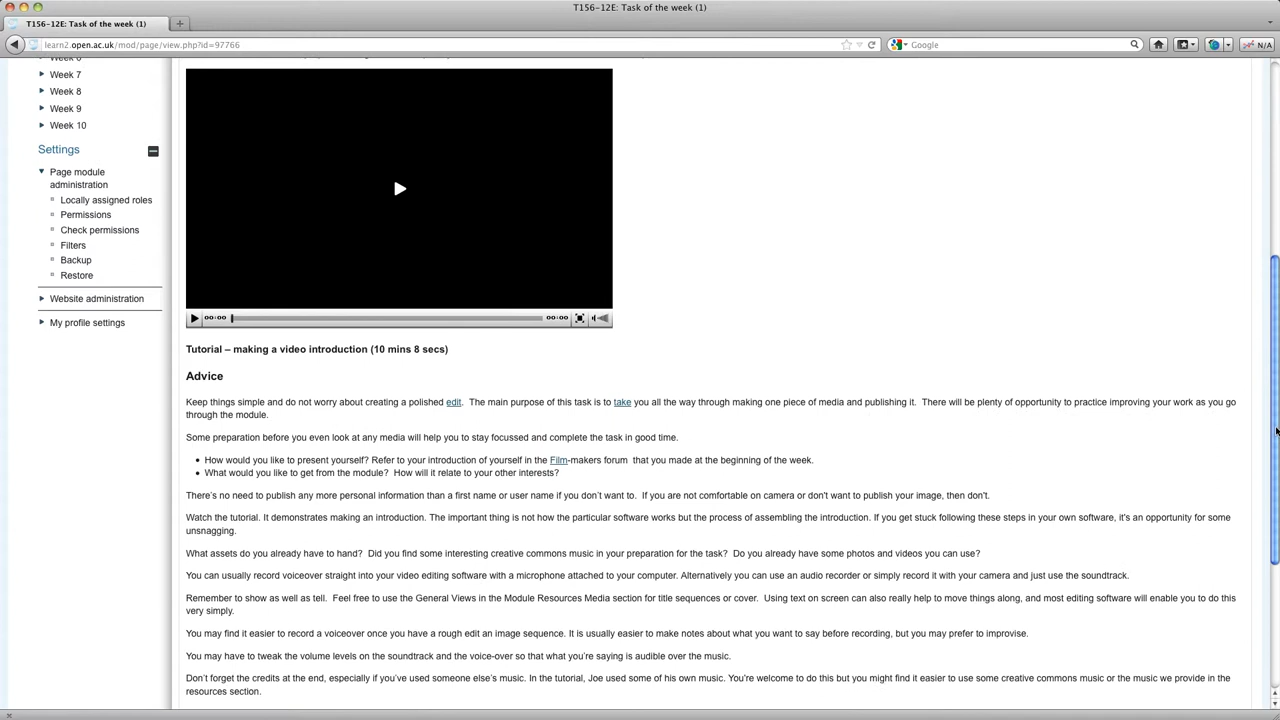 T156-12E: Task of the week (1)
T156-12E: Task of the week (1)
learn2.open.ac.uk/mod/page/view.php?id=97766
Google
N/A
Week 7
Week 8
Week 9
Week 10
Settings
Page module
administration
Locally assigned roles
Permissions
Check permissions
Filters
Backup
Restore
Website administration
My profile settings
00:00
00:00
Tutorial – making a video introduction (10 mins 8 secs)
Advice
Keep things simple and do not worry about creating a polished edit. The main purpose of this task is to take you all the way through making one piece of media and publishing it. There will be plenty of opportunity to practice improving your work as you go
through the module.
Some preparation before you even look at any media will help you to stay focussed and complete the task in good time.
• How would you like to present yourself? Refer to your introduction of yourself in the Film-makers forum that you made at the beginning of the week.
• What would you like to get from the module? How will it relate to your other interests?
There's no need to publish any more personal information than a first name or user name if you don't want to. If you are not comfortable on camera or don't want to publish your image, then don't.
Watch the tutorial. It demonstrates making an introduction. The important thing is not how the particular software works but the process of assembling the introduction. If you get stuck following these steps in your own software, it's an opportunity for some
unsnagging.
What assets do you already have to hand? Did you find some interesting creative commons music in your preparation for the task? Do you already have some photos and videos you can use?
You can usually record voiceover straight into your video editing software with a microphone attached to your computer. Alternatively you can use an audio recorder or simply record it with your camera and just use the soundtrack.
Remember to show as well as tell. Feel free to use the General Views in the Module Resources Media section for title sequences or cover. Using text on screen can also really help to move things along, and most editing software will enable you to do this
very simply.
You may find it easier to record a voiceover once you have a rough edit an image sequence. It is usually easier to make notes about what you want to say before recording, but you may prefer to improvise.
You may have to tweak the volume levels on the soundtrack and the voice-over so that what you're saying is audible over the music.
Don't forget the credits at the end, especially if you've used someone else's music. In the tutorial, Joe used some of his own music. You're welcome to do this but you might find it easier to use some creative commons music or the music we provide in the
resources section.